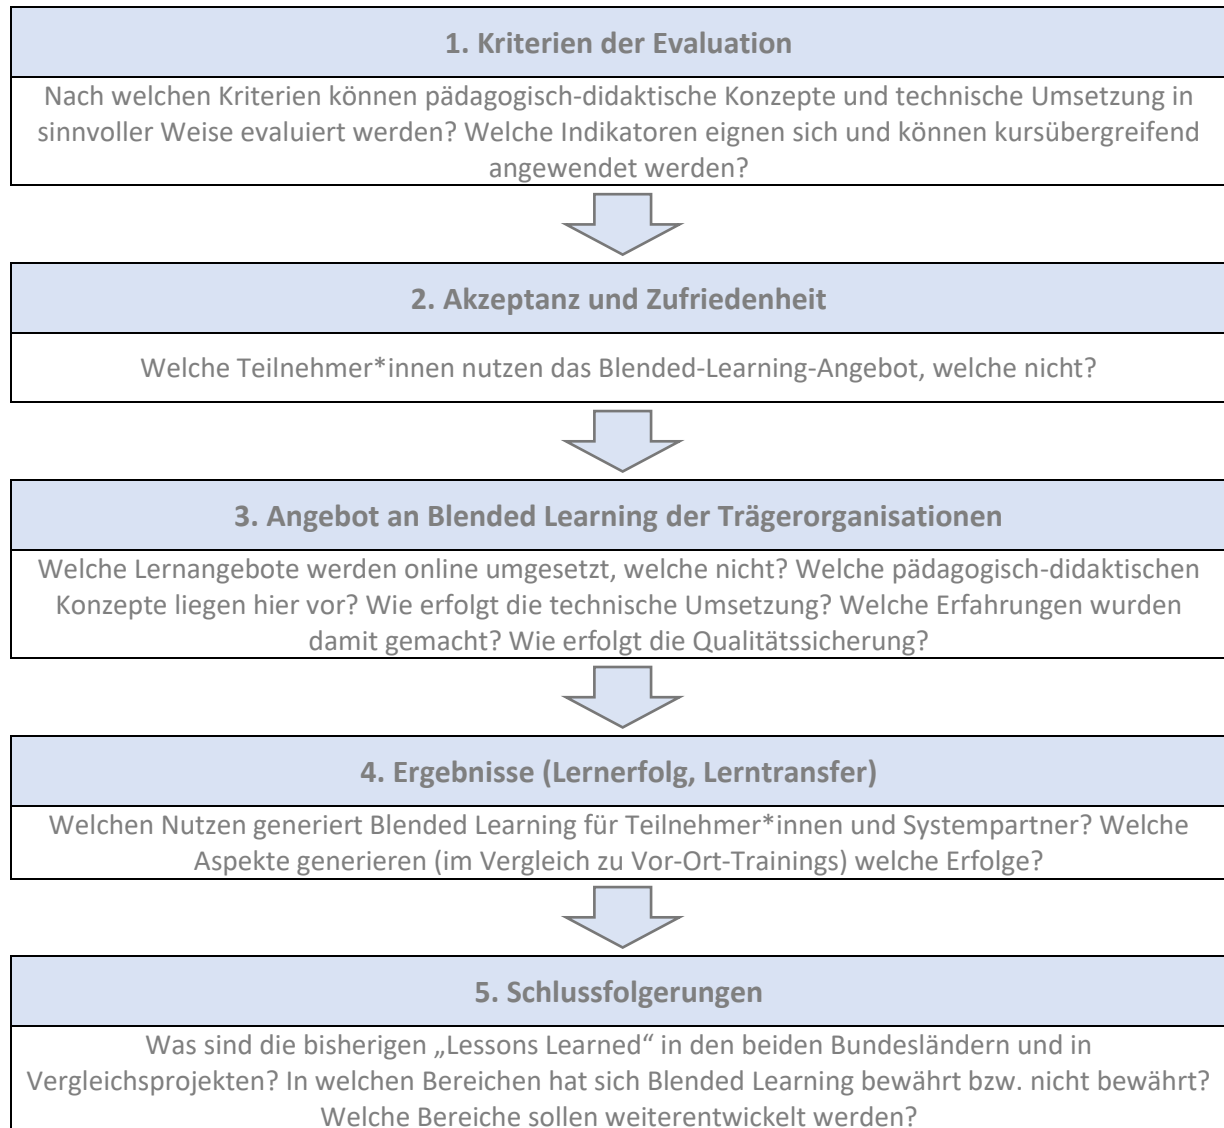 1. Kriterien der Evaluation
Nach welchen Kriterien können pädagogisch-didaktische Konzepte und technische Umsetzung in
sinnvoller Weise evaluiert werden? Welche Indikatoren eignen sich und können kursübergreifend
angewendet werden?
2. Akzeptanz und Zufriedenheit
Welche Teilnehmer*innen nutzen das Blended-Learning-Angebot, welche nicht?
3. Angebot an Blended Learning der Trägerorganisationen
Welche Lernangebote werden online umgesetzt, welche nicht? Welche pädagogisch-didaktischen
Konzepte liegen hier vor? Wie erfolgt die technische Umsetzung? Welche Erfahrungen wurden
damit gemacht? Wie erfolgt die Qualitätssicherung?
4. Ergebnisse (Lernerfolg, Lerntransfer)
Welchen Nutzen generiert Blended Learning für Teilnehmer*innen und Systempartner? Welche
Aspekte generieren (im Vergleich zu Vor-Ort-Trainings) welche Erfolge?
5. Schlussfolgerungen
Was sind die bisherigen „Lessons Learned“ in den beiden Bundesländern und in
Vergleichsprojekten? In welchen Bereichen hat sich Blended Learning bewährt bzw. nicht bewährt?
Welche Bereiche sollen weiterentwickelt werden?